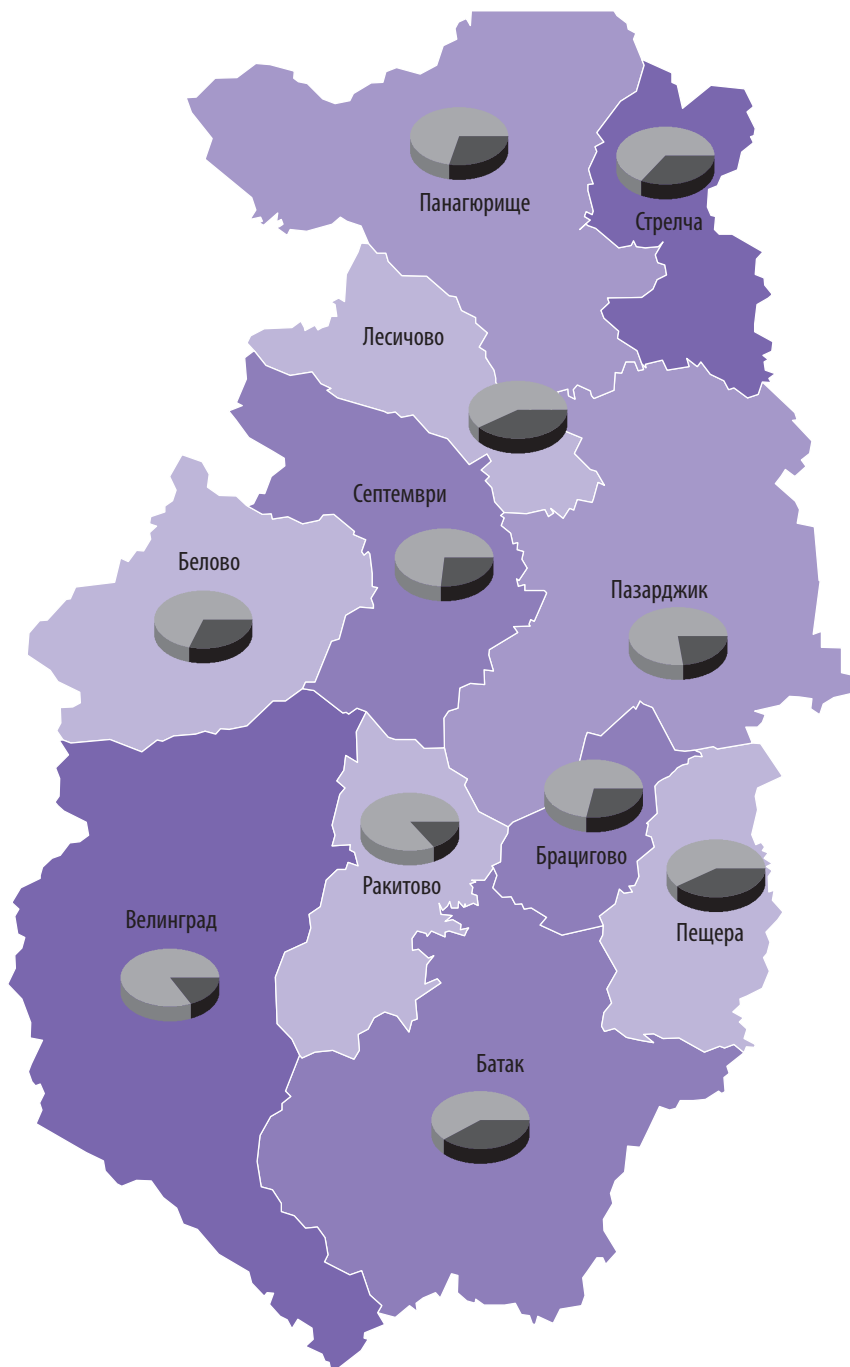 Панагюрище
Стрелча
Лесичово
Септември
Белово
Пазарджик
Брацигово
Ракитово
Велинград
Пещера
Батак